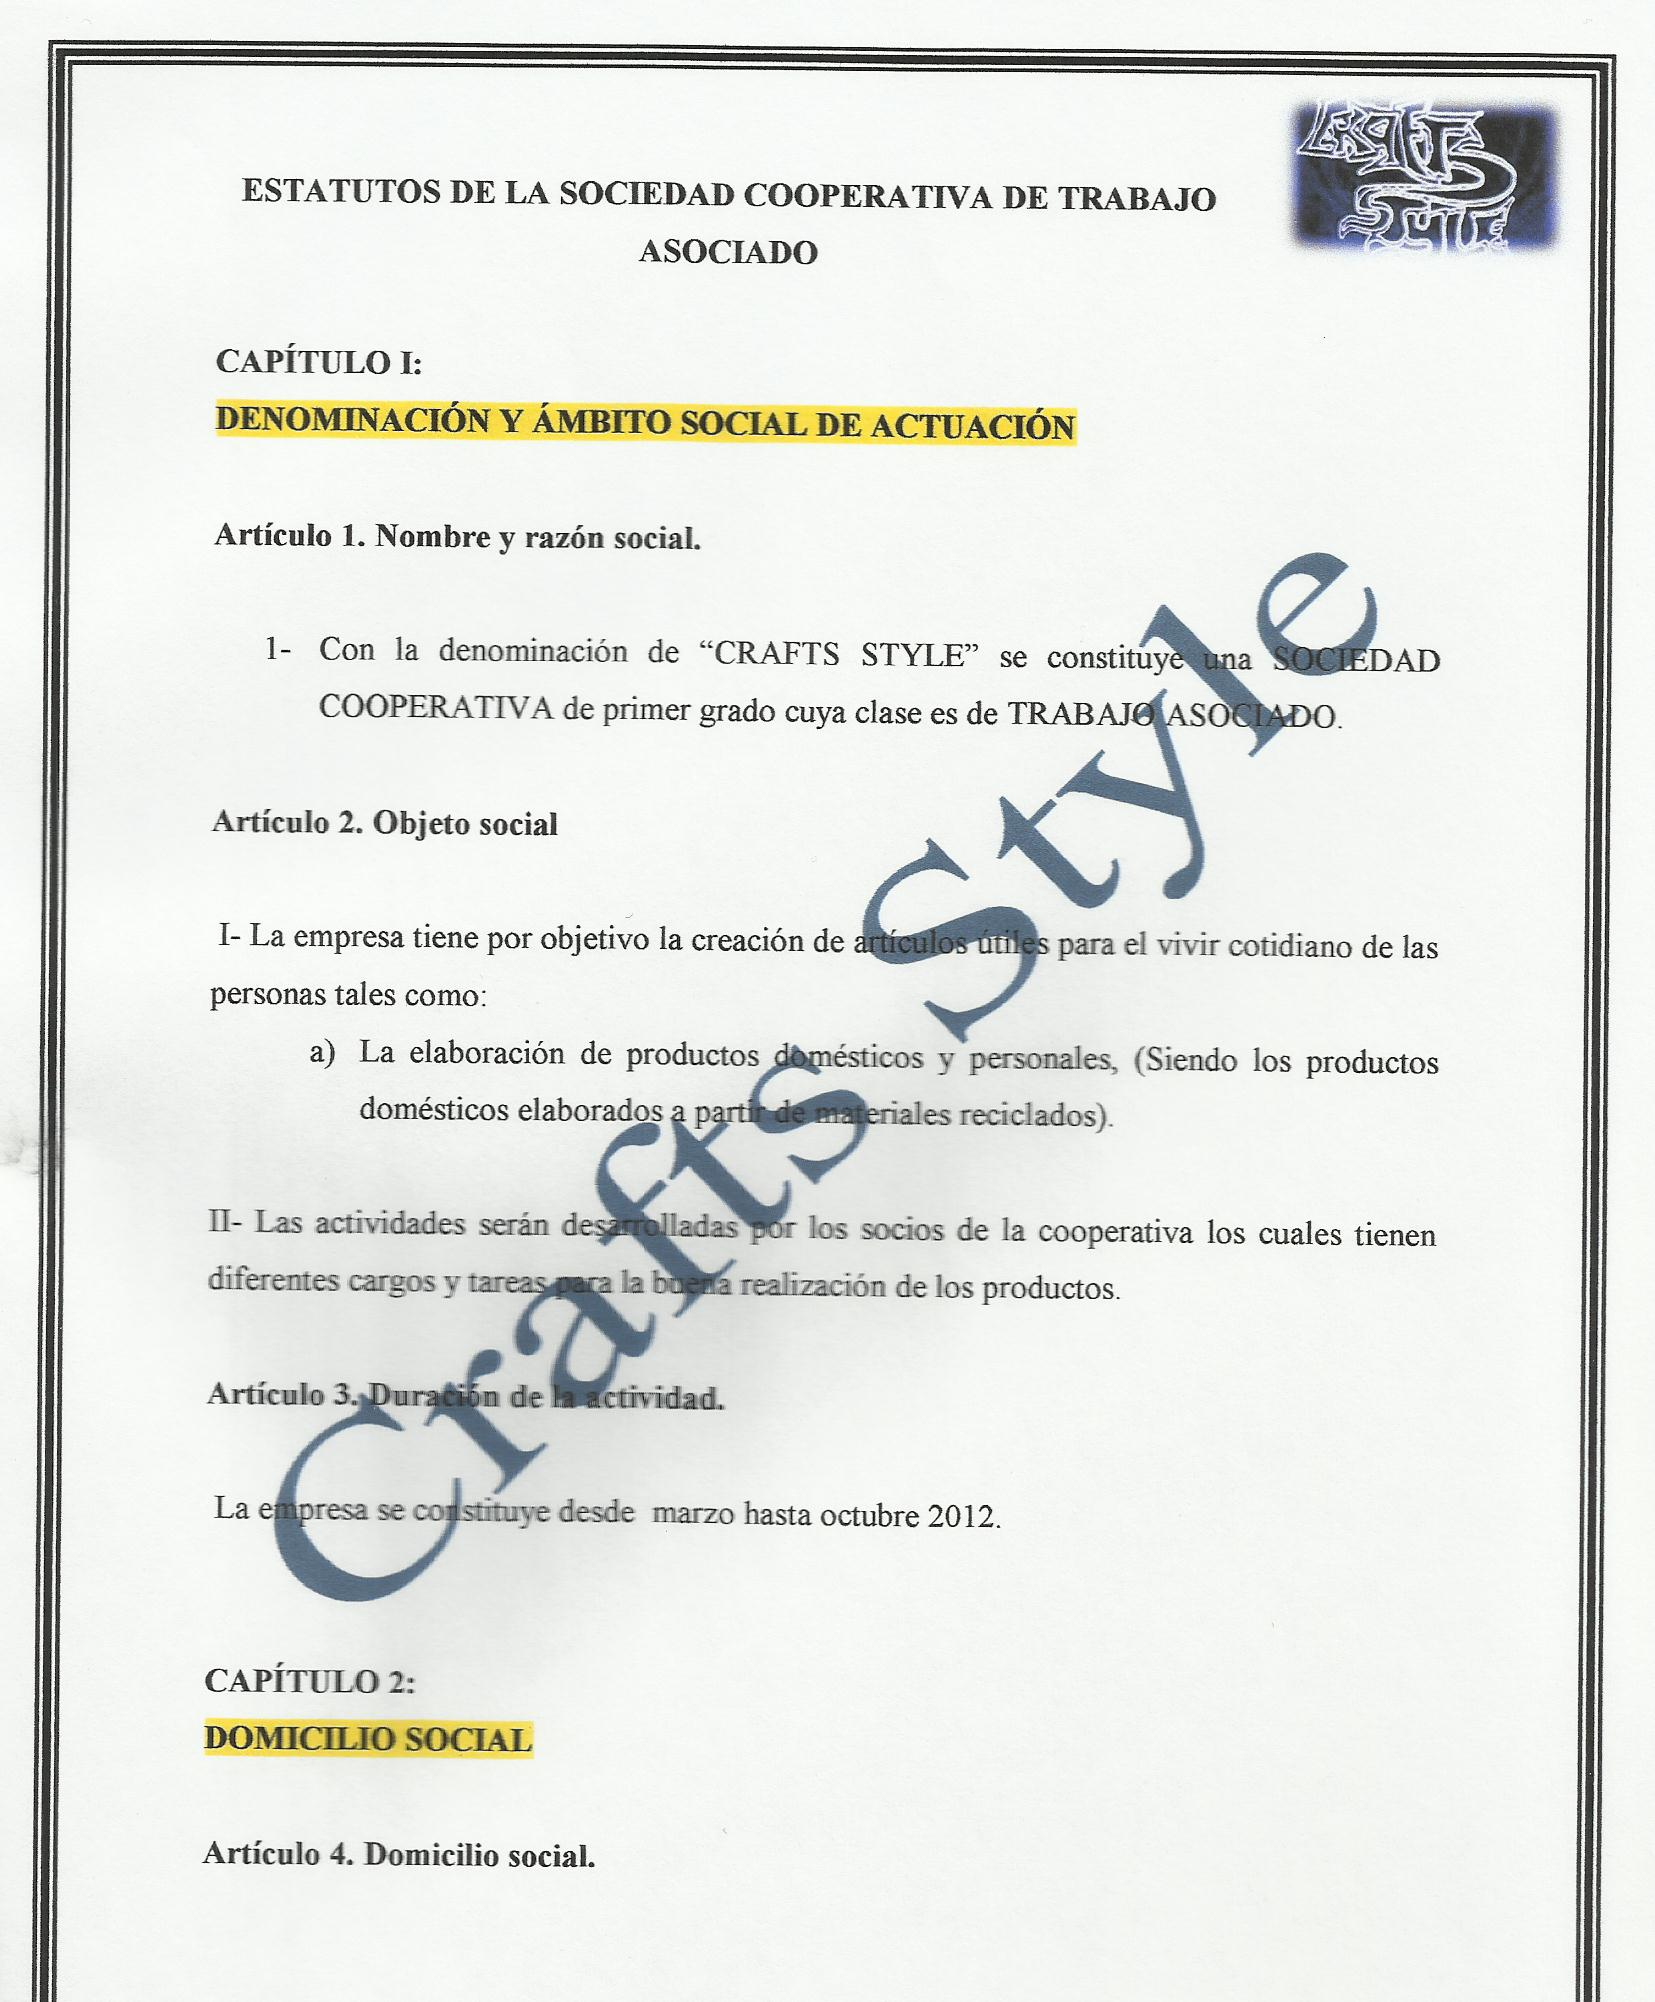 CRAFTS
STYLE
ESTATUTOS DE LA SOCIEDAD COOPERATIVA DE TRABAJO
ASOCIADO
CAPÍTULO I:
DENOMINACIÓN Y ÁMBITO SOCIAL DE ACTUACIÓN
Artículo 1. Nombre y razón social.
1- Con la denominación de “CRAFTS STYLE” se constituye una SOCIEDAD
COOPERATIVA de primer grado cuya clase es de TRABAJO ASOCIADO.
Artículo 2. Objeto social
I- La empresa tiene por objetivo la creación de artículos útiles para el vivir cotidiano de las
personas tales como:
a) La elaboración de productos domésticos y personales, (Siendo los productos
domésticos elaborados a partir de materiales reciclados).
II- Las actividades serán desarrolladas por los socios de la cooperativa los cuales tienen
diferentes cargos y tareas para la buena realización de los productos.
Artículo 3. Duración de la actividad.
La empresa se constituye desde marzo hasta octubre 2012.
CAPÍTULO 2:
DOMICILIO SOCIAL
Artículo 4. Domicilio social.
Crafts Style